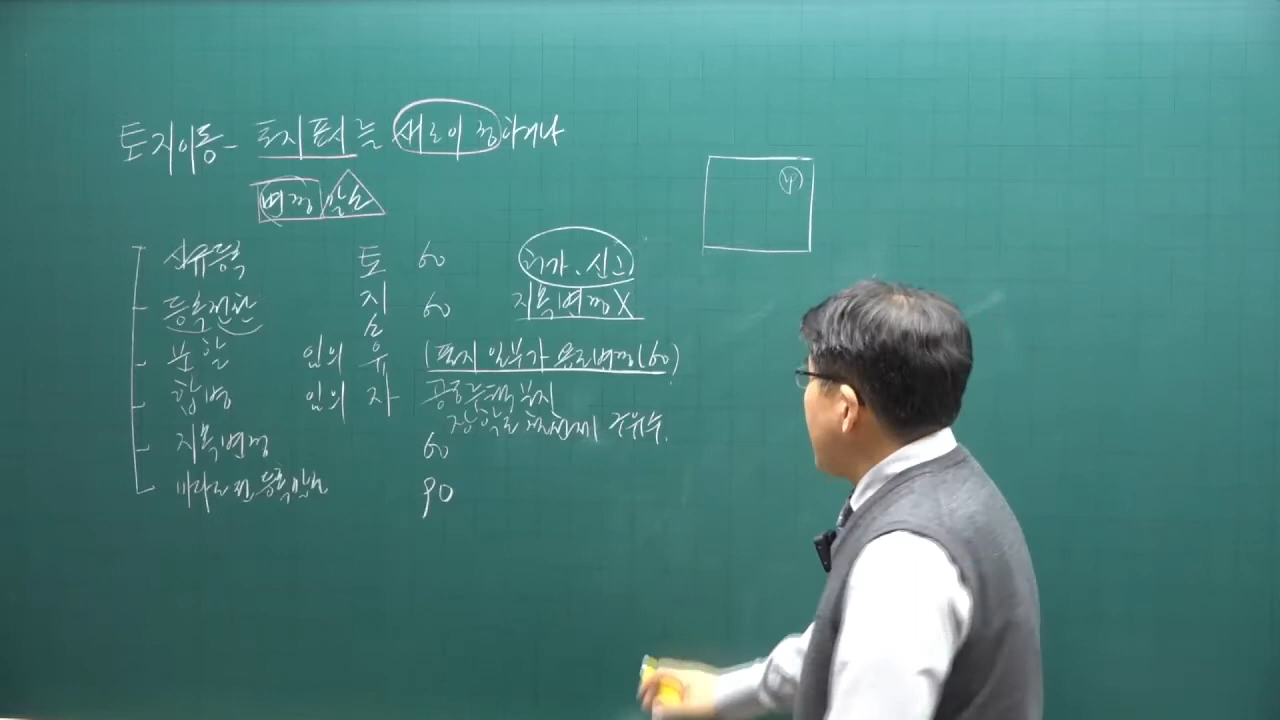 토지이동- 토지표시를 새로이 정하거나
변경 말소
신규등록 토 60 허가、신고
등록전환 지 60 지목변경X
소
분할 임의 유 (토지 일부가 용도변경(60)
합병 임의 자 공동주택부지
지목변경 60
바다로 된 등록말소 90